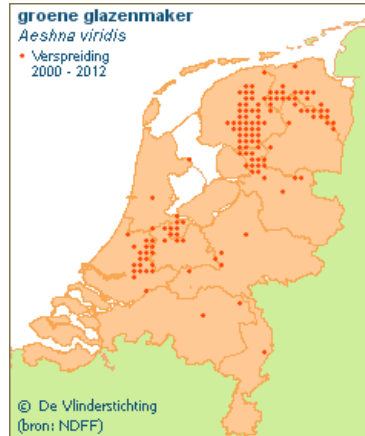 groene glazenmaker
Aeshna viridis
• Verspreiding
2000 - 2012
© De Vlinderstichting
(bron: NDFF)